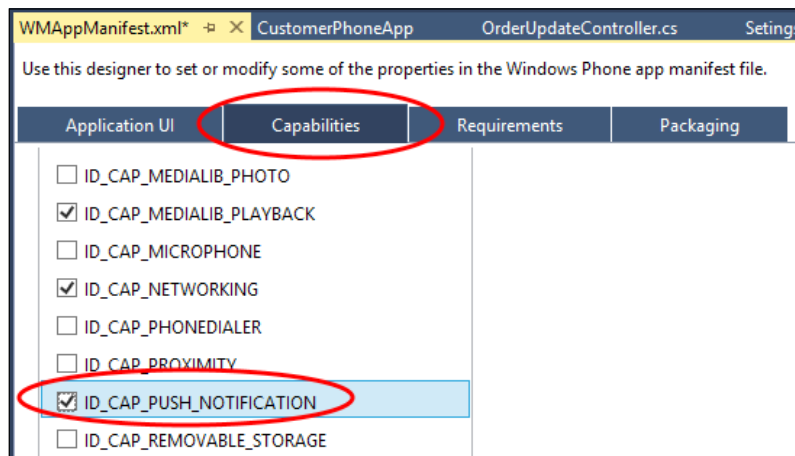 WMAppManifest.xml* CustomerPhoneApp OrderUpdateController.cs Setings
Use this designer to set or modify some of the properties in the Windows Phone app manifest file.
Application UI Capabilities Requirements Packaging
ID_CAP_MEDIALIB_PHOTO
ID_CAP_MEDIALIB_PLAYBACK
ID_CAP_MICROPHONE
ID_CAP_NETWORKING
ID_CAP_PHONEDIALER
ID_CAP_PROXIMITY
ID_CAP_PUSH_NOTIFICATION
ID_CAP_REMOVABLE_STORAGE